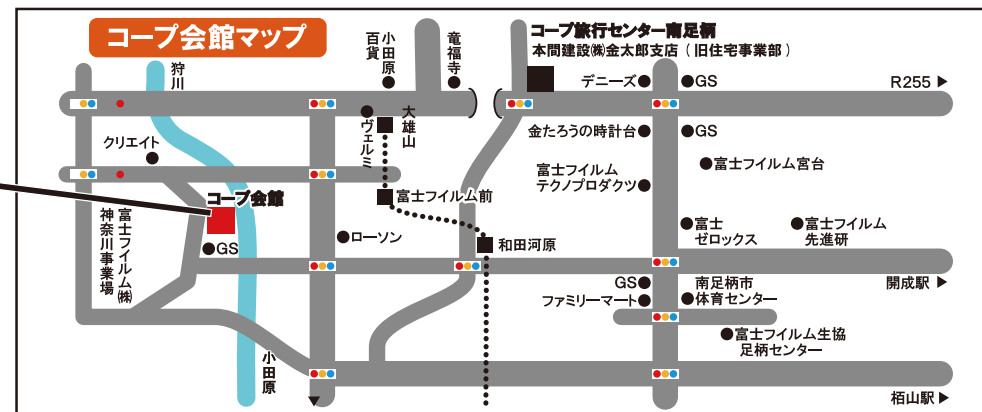 コープ会館マップ
狩川
小田原
百貨
竜福寺
コープ旅行センター南足柄
本間建設㈱金太郎支店（旧住宅事業部）
デニーズ
GS
R255 ▶
ヴェルミ
大雄山
金たろうの時計台
GS
クリエイト
富士フイルム宮台
富士フイルム
テクノプロダクツ
富士フイルム前
コープ会館
富士フイルム㈱
神奈川事業場
GS
ローソン
和田河原
富士
ゼロックス
富士フイルム
先進研
開成駅 ▶
GS
ファミリーマート
南足柄市
体育センター
富士フイルム生協
足柄センター
小田原
栢山駅 ▶